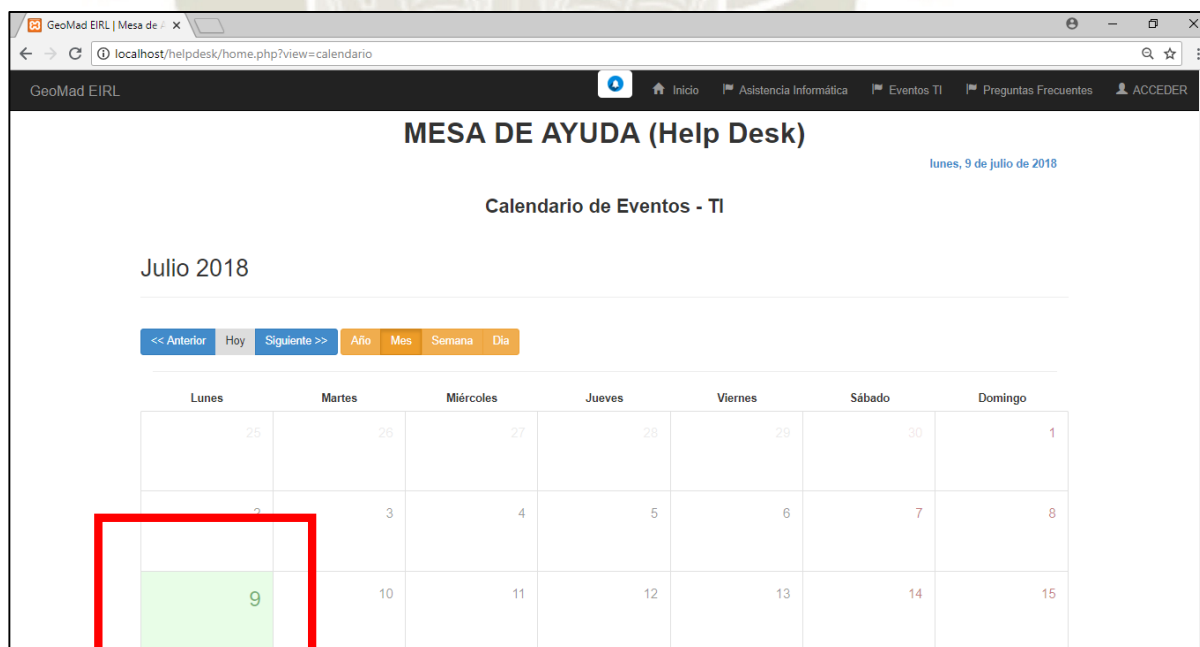 GeoMad EIRL | Mesa de A
localhost/helpdesk/home.php?view=calendario
GeoMad EIRL Inicio Asistencia Informática Eventos TI Preguntas Frecuentes ACCEDER
MESA DE AYUDA (Help Desk)
lunes, 9 de julio de 2018
Calendario de Eventos - TI
Julio 2018
<< Anterior Hoy Siguiente >> Año Mes Semana Dia
Lunes Martes Miércoles Jueves Viernes Sábado Domingo
25 26 27 28 29 30 1
2 3 4 5 6 7 8
9 10 11 12 13 14 15